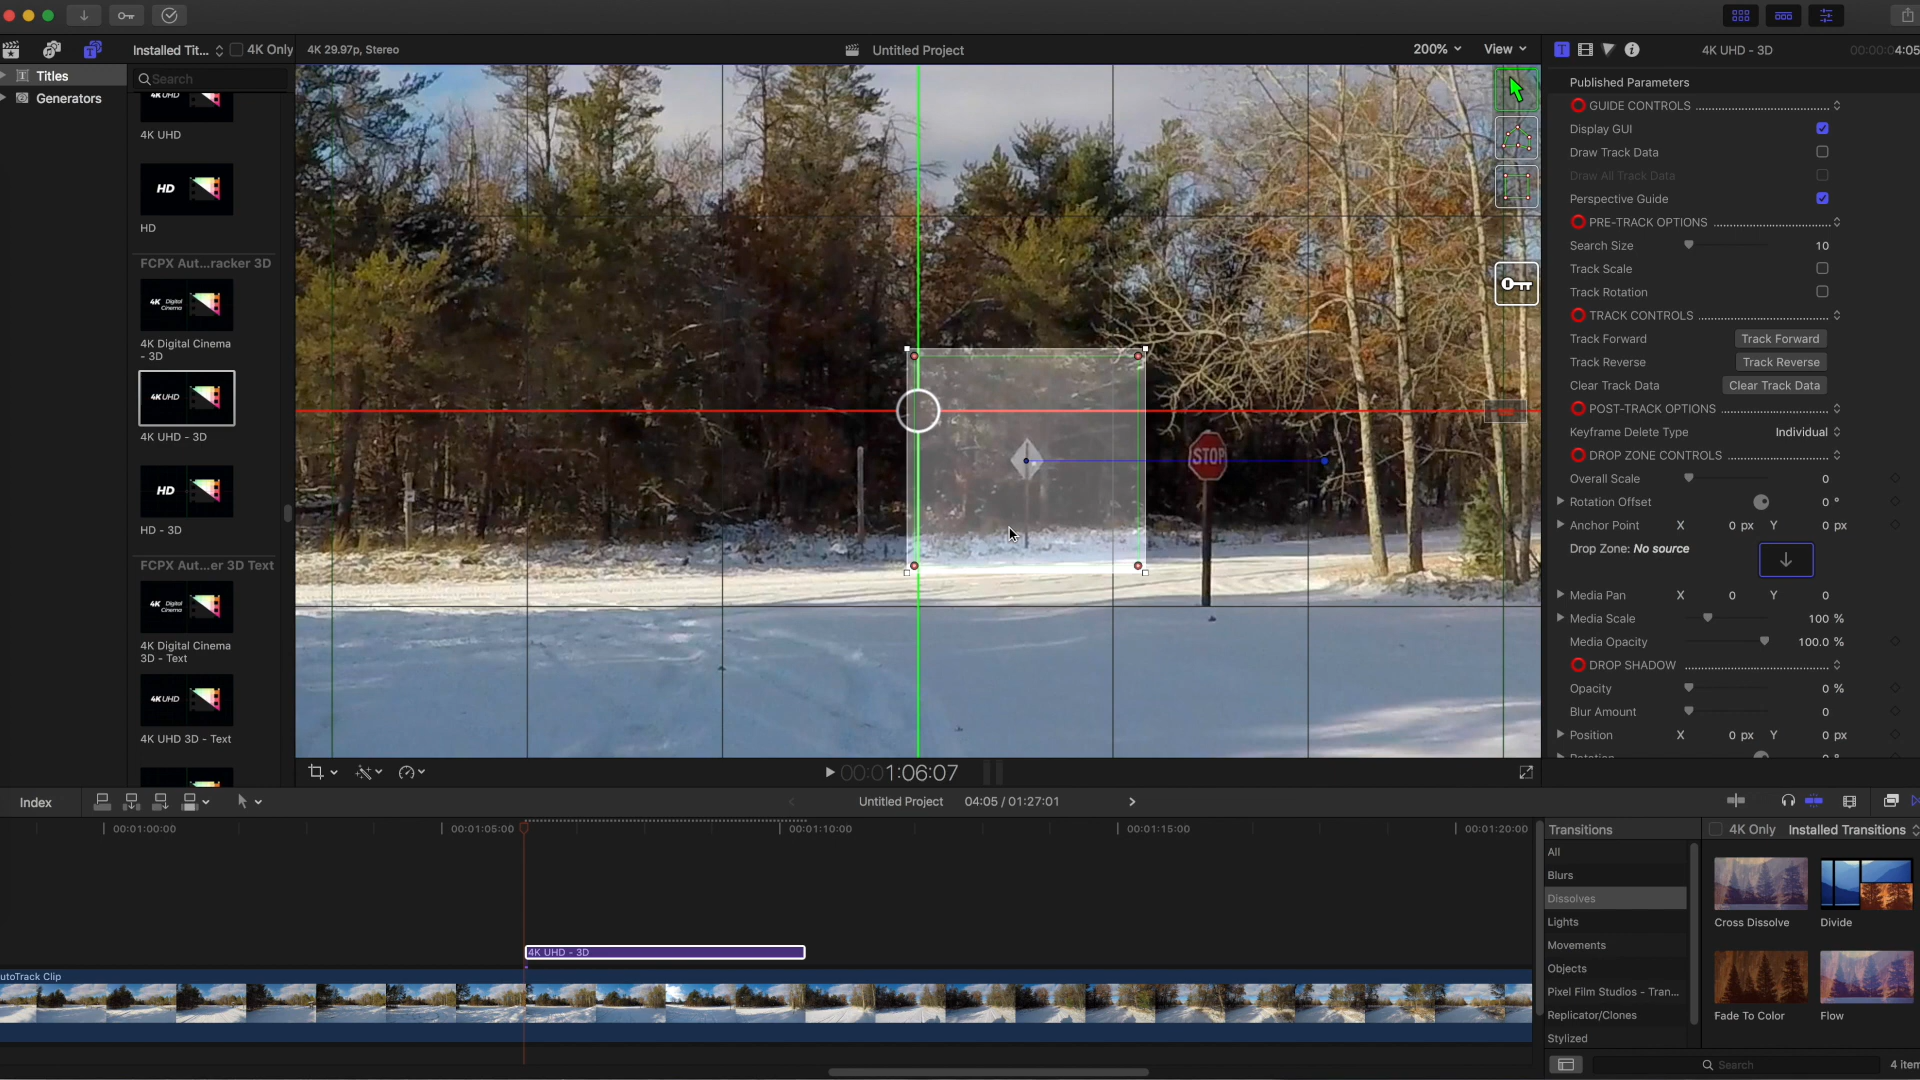 Installed Tit...
4K Only
4K 29.97p, Stereo
Untitled Project
200%
View
4K UHD - 3D
00:00:04:05
Titles
Search
Generators
4K UHD
4K UHD
HD
HD
FCPX Aut...racker 3D
4K Digital Cinema
4K Digital Cinema
- 3D
4K UHD
4K UHD - 3D
HD
HD - 3D
FCPX Aut...er 3D Text
4K Digital Cinema
4K Digital Cinema
3D - Text
4K UHD
4K UHD 3D - Text
STOP
Published Parameters
GUIDE CONTROLS
Display GUI
Draw Track Data
Draw All Track Data
Perspective Guide
PRE-TRACK OPTIONS
Search Size 10
Track Scale
Track Rotation
TRACK CONTROLS
Track Forward Track Forward
Track Reverse Track Reverse
Clear Track Data Clear Track Data
POST-TRACK OPTIONS
Keyframe Delete Type Individual
DROP ZONE CONTROLS
Overall Scale 0
Rotation Offset 0 °
Anchor Point X 0 px Y 0 px
Drop Zone: No source
Media Pan X 0 Y 0
Media Scale 100 %
Media Opacity 100.0 %
DROP SHADOW
Opacity 0 %
Blur Amount 0
Position X 0 px Y 0 px
Rotation 0 °
00:01:06:07
Index
Untitled Project 04:05 / 01:27:01
00:01:00:00 00:01:05:00 00:01:10:00 00:01:15:00 00:01:20:00
4K UHD - 3D
utoTrack Clip
Transitions
4K Only
Installed Transitions
All
Blurs
Dissolves
Lights
Movements
Objects
Pixel Film Studios - Tran...
Replicator/Clones
Stylized
Cross Dissolve
Divide
Fade To Color
Flow
Search
4 item